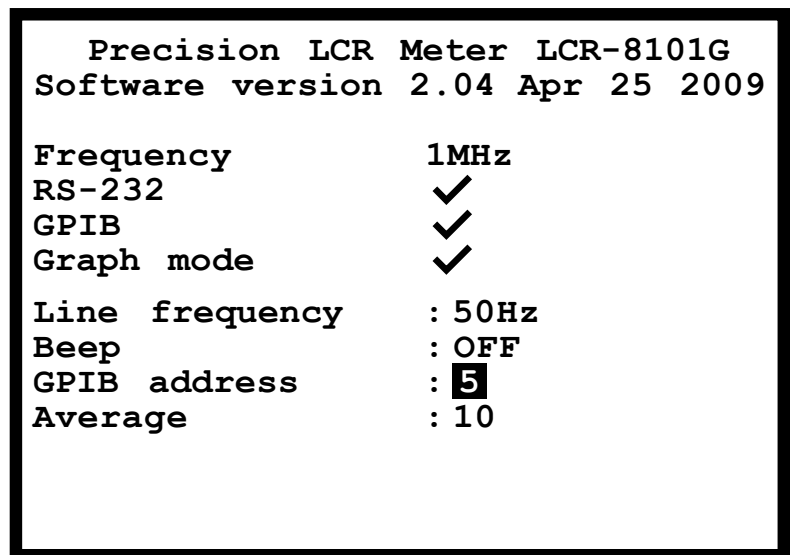 Precision LCR Meter LCR-8101G
Software version 2.04 Apr 25 2009
Frequency 1MHz
RS-232 ✓
GPIB ✓
Graph mode ✓
Line frequency : 50Hz
Beep : OFF
GPIB address : 5
Average : 10